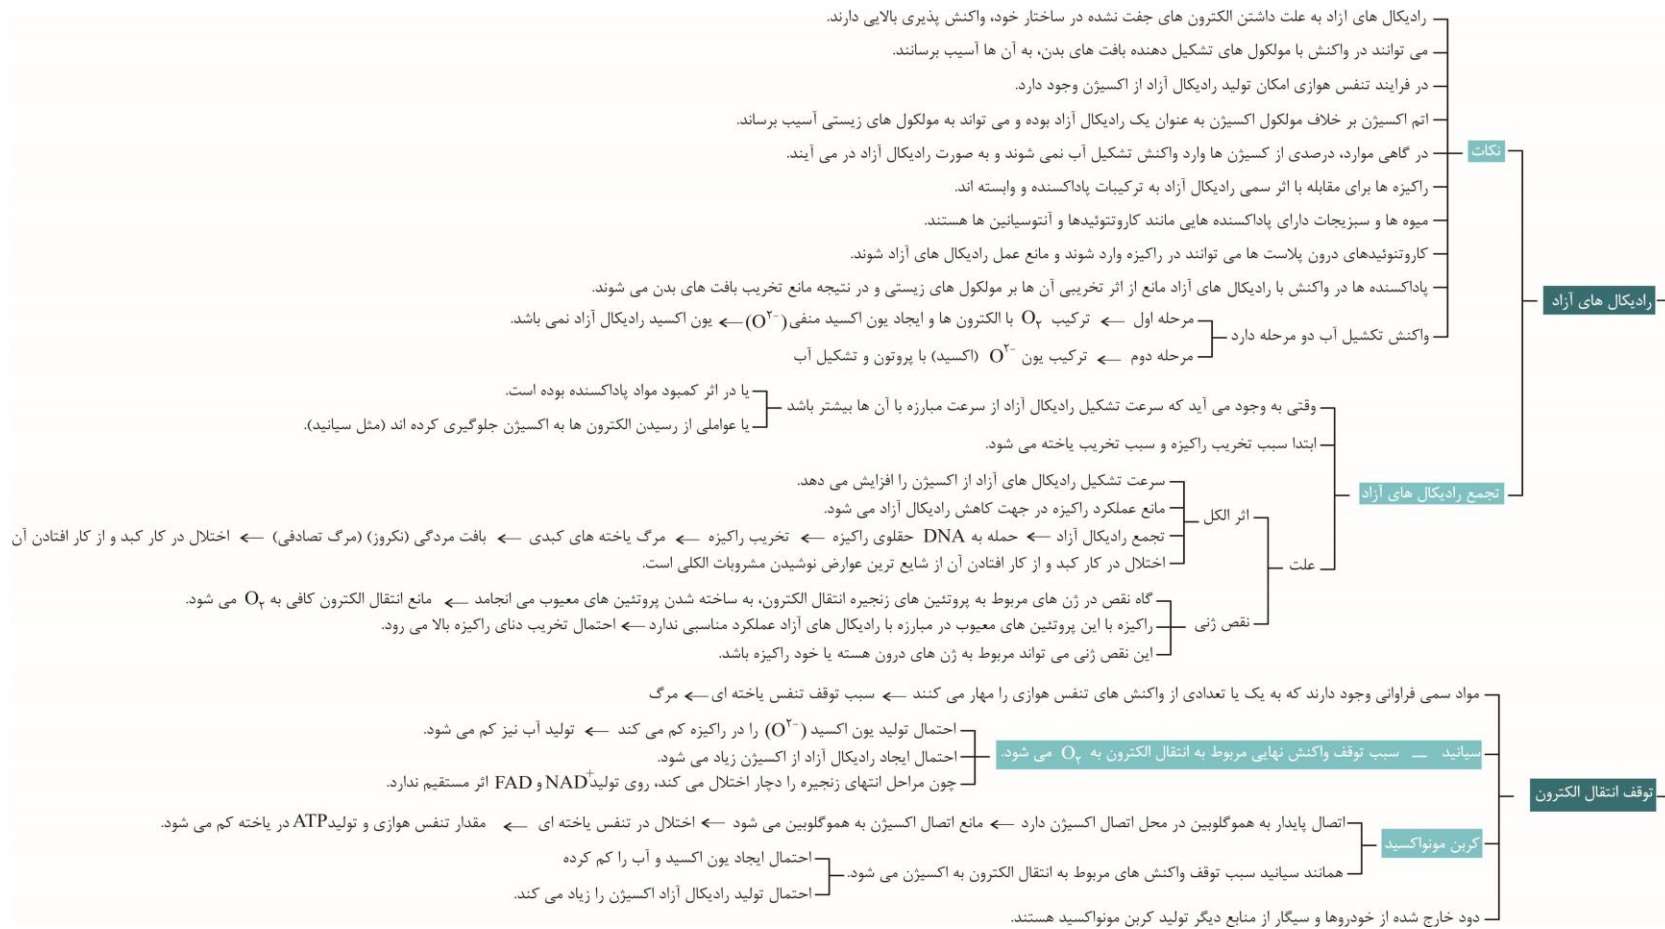 رادیکال های آزاد
نکات
رادیکال های آزاد به علت داشتن الکترون های جفت نشده در ساختار خود، واکنش پذیری بالایی دارند.
می توانند در واکنش با مولکول های تشکیل دهنده بافت های بدن، به آن ها آسیب برسانند.
در فرایند تنفس هوازی امکان تولید رادیکال آزاد از اکسیژن وجود دارد.
اتم اکسیژن بر خلاف مولکول اکسیژن به عنوان یک رادیکال آزاد بوده و می تواند به مولکول های زیستی آسیب برساند.
در گاهی موارد، درصدی از کسیژن ها وارد واکنش تشکیل آب نمی شوند و به صورت رادیکال آزاد در می آیند.
راکیزه ها برای مقابله با اثر سمی رادیکال آزاد به ترکیبات پاداکسنده و وابسته اند.
میوه ها و سبزیجات دارای پاداکسنده هایی مانند کاروتنوئیدها و آنتوسیانین ها هستند.
کاروتنوئیدهای درون پلاست ها می توانند در راکیزه وارد شوند و مانع عمل رادیکال های آزاد شوند.
پاداکسنده ها در واکنش با رادیکال های آزاد مانع از اثر تخریبی آن ها بر مولکول های زیستی و در نتیجه مانع تخریب بافت های بدن می شوند.
واکنش تکشیل آب دو مرحله دارد
مرحله اول ← ترکیب O₂ با الکترون ها و ایجاد یون اکسید منفی (O²⁻) ← یون اکسید رادیکال آزاد نمی باشد.
مرحله دوم ← ترکیب یون O²⁻ (اکسید) با پروتون و تشکیل آب
تجمع رادیکال های آزاد
وقتی به وجود می آید که سرعت تشکیل رادیکال آزاد از سرعت مبارزه با آن ها بیشتر باشد
یا در اثر کمبود مواد پاداکسنده بوده است.
یا عواملی از رسیدن الکترون ها به اکسیژن جلوگیری کرده اند (مثل سیانید).
ابتدا سبب تخریب راکیزه و سبب تخریب یاخته می شود.
علت
اثر الکل
سرعت تشکیل رادیکال های آزاد از اکسیژن را افزایش می دهد.
مانع عملکرد راکیزه در جهت کاهش رادیکال آزاد می شود.
تجمع رادیکال آزاد ← حمله به DNA حقلوی راکیزه ← تخریب راکیزه ← مرگ یاخته های کبدی ← بافت مردگی (نکروز) (مرگ تصادفی) ← اختلال در کار کبد و از کار افتادن آن
اختلال در کار کبد و از کار افتادن آن از شایع ترین عوارض نوشیدن مشروبات الکلی است.
نقص ژنی
گاه نقص در ژن های مربوط به پروتئین های زنجیره انتقال الکترون، به ساخته شدن پروتئین های معیوب می انجامد ← مانع انتقال الکترون کافی به O₂ می شود.
راکیزه با این پروتئین های معیوب در مبارزه با رادیکال های آزاد عملکرد مناسبی ندارد ← احتمال تخریب دنای راکیزه بالا می رود.
این نقص ژنی می تواند مربوط به ژن های درون هسته یا خود راکیزه باشد.
توقف انتقال الکترون
مواد سمی فراوانی وجود دارند که به یک یا تعدادی از واکنش های تنفس هوازی را مهار می کنند ← سبب توقف تنفس یاخته ای ← مرگ
سیانید — سبب توقف واکنش نهایی مربوط به انتقال الکترون به O₂ می شود.
احتمال تولید یون اکسید (O²⁻) را در راکیزه کم می کند ← تولید آب نیز کم می شود.
احتمال ایجاد رادیکال آزاد از اکسیژن زیاد می شود.
چون مراحل انتهای زنجیره را دچار اختلال می کند، روی تولید NAD⁺ و FAD اثر مستقیم ندارد.
کربن مونواکسید
اتصال پایدار به هموگلوبین در محل اتصال اکسیژن دارد ← مانع اتصال اکسیژن به هموگلوبین می شود ← اختلال در تنفس یاخته ای ← مقدار تنفس هوازی و تولید ATP در یاخته کم می شود.
همانند سیانید سبب توقف واکنش های مربوط به انتقال الکترون به اکسیژن می شود.
احتمال ایجاد یون اکسید و آب را کم کرده
احتمال تولید رادیکال آزاد اکسیژن را زیاد می کند.
دود خارج شده از خودروها و سیگار از منابع دیگر تولید کربن مونواکسید هستند.